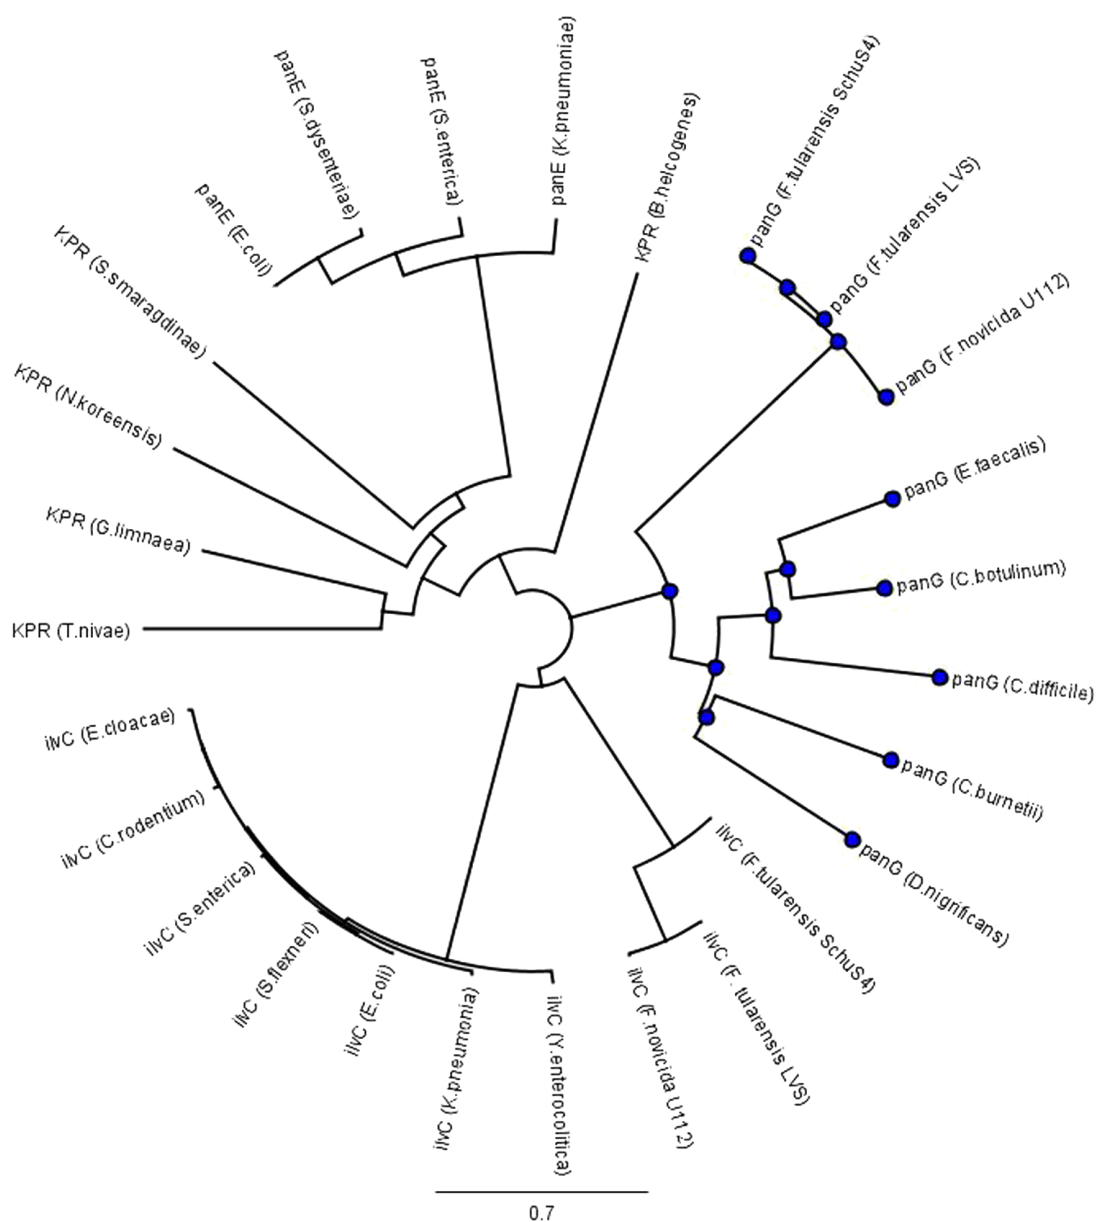 panE (E.coli)
panE (S.dysenteriae)
panE (S.enterica)
panE (K.pneumoniae)
KPR (B.helcogenes)
panG (F.tularensis SchuS4)
panG (F.tularensis LVS)
panG (F.novicida U112)
panG (E.faecalis)
panG (C.botulinum)
panG (C.difficile)
panG (C.burnetii)
panG (D.nigrificans)
ilvC (F.tularensis SchuS4)
ilvC (F. tularensis LVS)
ilvC (F.novicida U112)
ilvC (Y.enterocolitica)
ilvC (K.pneumonia)
ilvC (E.coli)
ilvC (S.flexneri)
ilvC (S.enterica)
ilvC (C.rodentium)
ilvC (E.cloacae)
KPR (T.nivae)
KPR (G.limnaea)
KPR (N.koreensis)
KPR (S.smaragdinae)
0.7